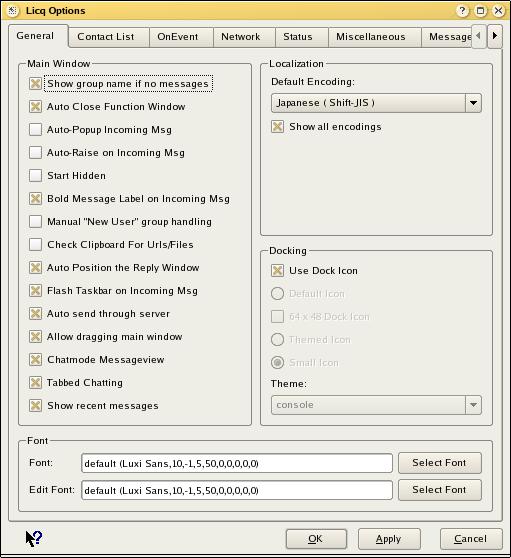 Licq Options
General
Contact List
OnEvent
Network
Status
Miscellaneous
Message
Main Window
Show group name if no messages
Auto Close Function Window
Auto-Popup Incoming Msg
Auto-Raise on Incoming Msg
Start Hidden
Bold Message Label on Incoming Msg
Manual "New User" group handling
Check Clipboard For Urls/Files
Auto Position the Reply Window
Flash Taskbar on Incoming Msg
Auto send through server
Allow dragging main window
Chatmode Messageview
Tabbed Chatting
Show recent messages
Localization
Default Encoding:
Japanese ( Shift-JIS )
Show all encodings
Docking
Use Dock Icon
Default Icon
64 x 48 Dock Icon
Themed Icon
Small Icon
Theme:
console
Font
Font:
default (Luxi Sans,10,-1,5,50,0,0,0,0,0)
Select Font
Edit Font:
default (Luxi Sans,10,-1,5,50,0,0,0,0,0)
Select Font
OK
Apply
Cancel